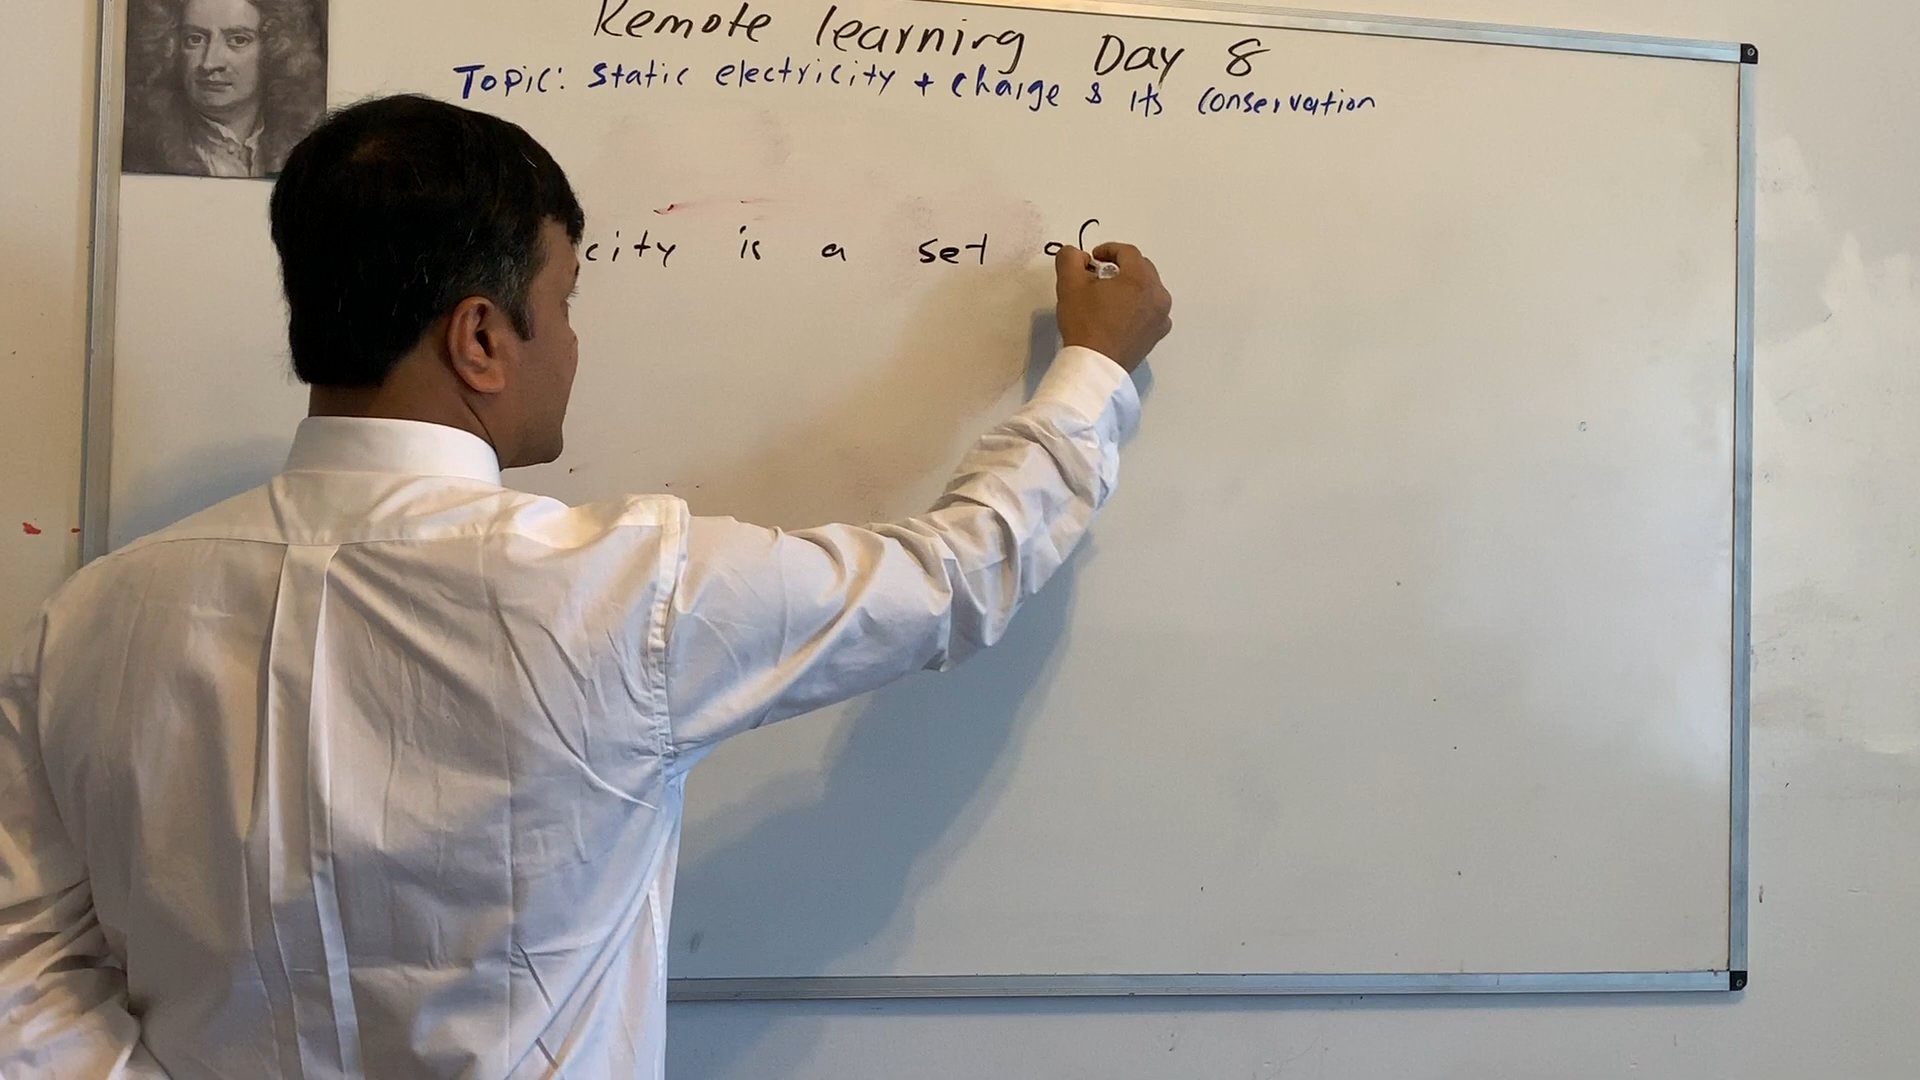 Remote learning Day 8
Topic: Static electricity + charge & its conservation
city is a set of